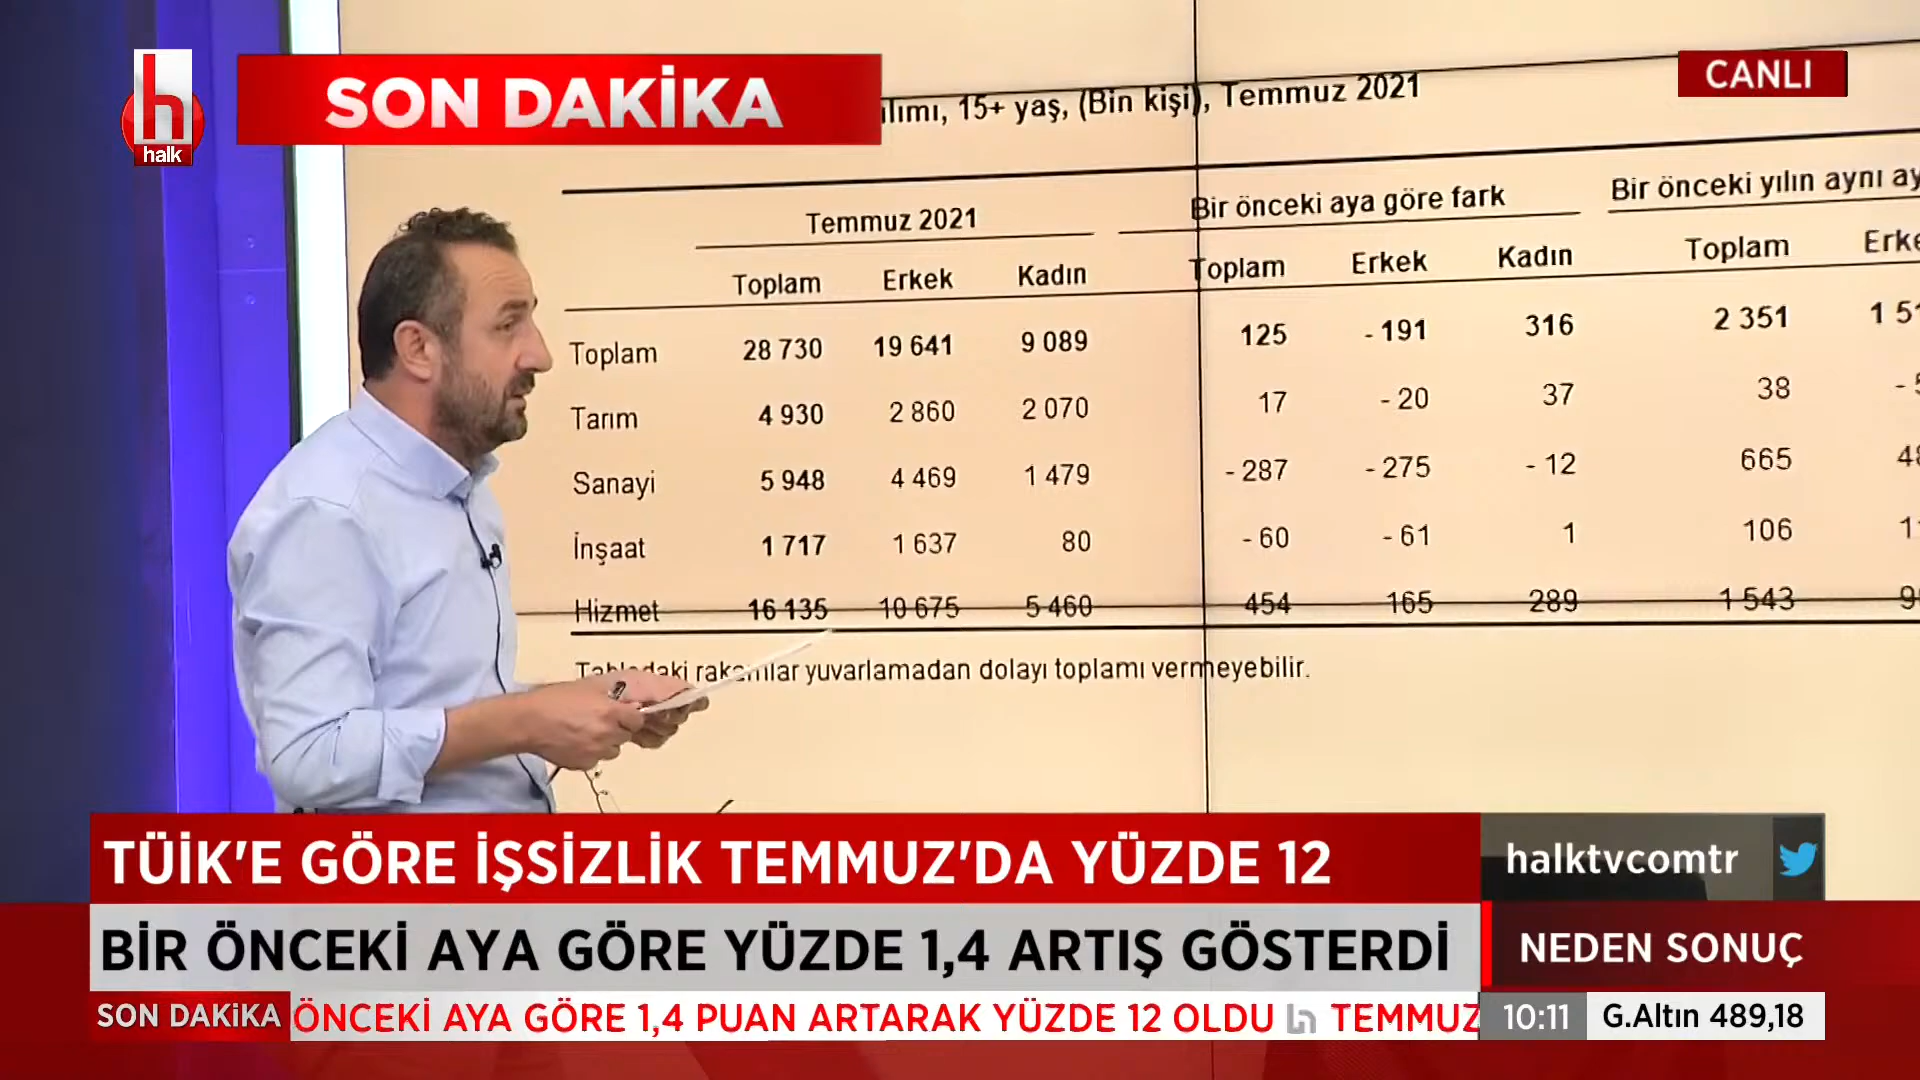 h
halk
SON DAKİKA
CANLI
(Bin kişi), Temmuz 2021
15+ yaş,
Temmuz 2021
Bir önceki aya göre fark
Bir önceki yılın aynı
Toplam Erkek Kadın Toplam Erkek Kadın Toplam
Toplam 28 730 19 641 9 089 125 - 191 316 2 351
Tarım 4 930 2 860 2 070 17 - 20 37 38
Sanayi 5 948 4 469 1 479 - 287 - 275 - 12 665
İnşaat 1 717 1 637 80 - 60 - 61 1 106
Hizmet 16 135 10 675 5 460 454 165 289 1 543
yuvarlamadan dolayı toplamı vermeyebilir.
TÜİK'E GÖRE İŞSİZLİK TEMMUZ'DA YÜZDE 12
halktvcomtr
BİR ÖNCEKİ AYA GÖRE YÜZDE 1,4 ARTIŞ GÖSTERDİ
NEDEN SONUÇ
SON DAKİKA ÖNCEKİ AYA GÖRE 1,4 PUAN ARTARAK YÜZDE 12 OLDU h TEMMUZ
10:11 G.Altın 489,18